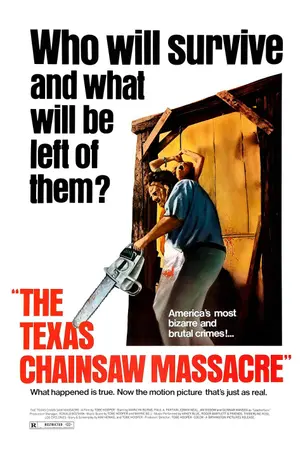 Who will survive
and what
will be
left of
them?
America's most
bizarre and
brutal crimes!...
"THE
TEXAS
CHAINSAW MASSACRE"
What happened is true. Now the motion picture that's just as real.
R RESTRICTED